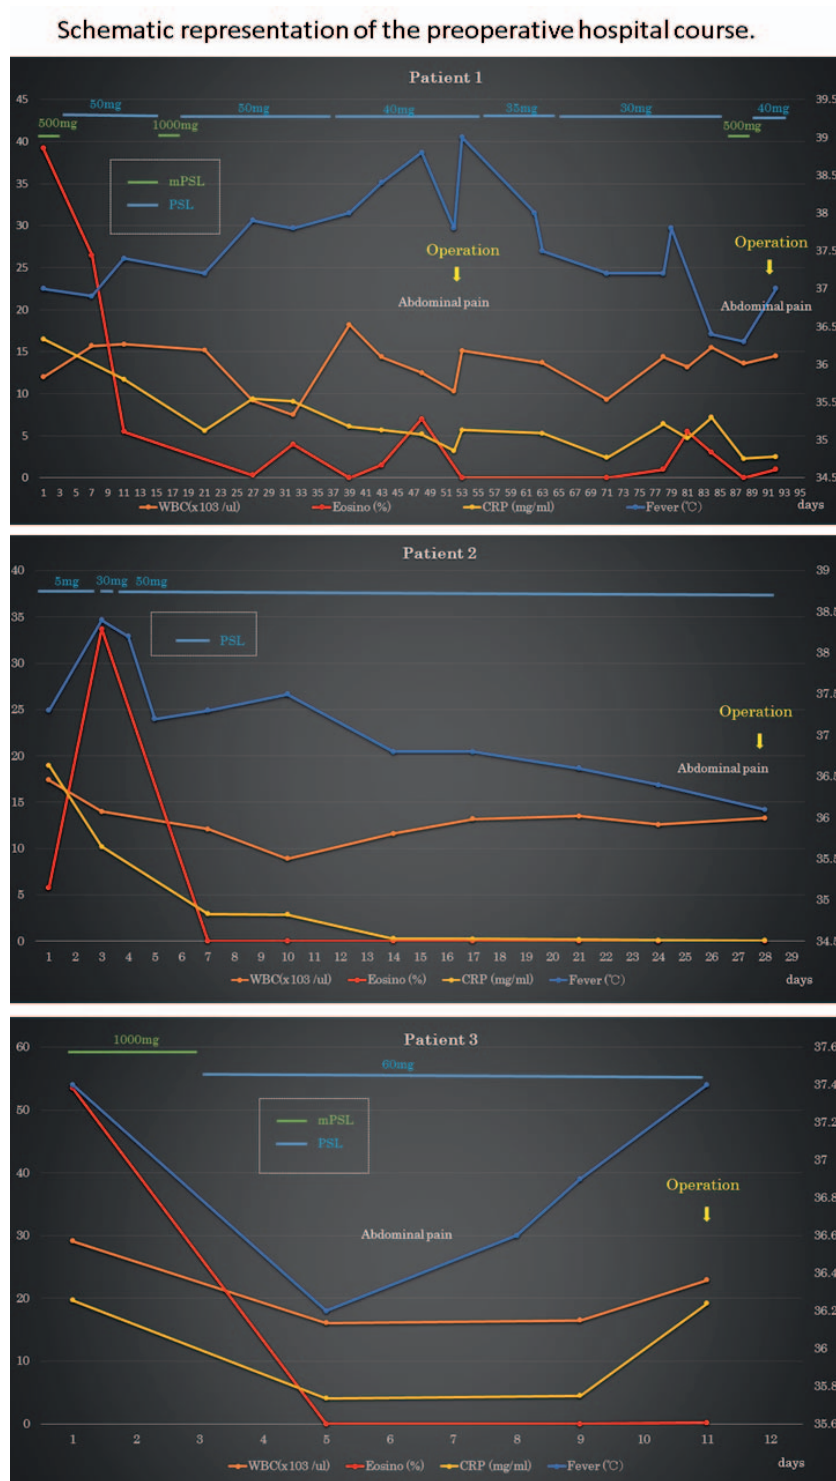 Schematic representation of the preoperative hospital course.
Patient 1
45 50mg 50mg 40mg 35mg 30mg 40mg 39.5
40 500mg 1000mg 500mg 39
35 mPSL 38.5
30 PSL 38
25 Operation Operation 37.5
20 Abdominal pain Abdominal pain 37
15 36.5
36
10 35.5
5 35
0 34.5
1 3 5 7 9 11 13 15 17 19 21 23 25 27 29 31 33 35 37 39 41 43 45 47 49 51 53 55 57 59 61 63 65 67 69 71 73 75 77 79 81 83 85 87 89 91 93 95
WBC(x103 /ul) Eosino (%) CRP (mg/ml) Fever (℃) days
Patient 2
40 5mg 30mg 50mg 39
35 PSL 38.5
38
30 37.5
25 Operation 37
20 Abdominal pain 36.5
15 36
10 35.5
5 35
0 34.5
1 2 3 4 5 6 7 8 9 10 11 12 13 14 15 16 17 18 19 20 21 22 23 24 25 26 27 28 29
WBC(x103 /ul) Eosino (%) CRP (mg/ml) Fever (℃) days
Patient 3
60 1000mg 60mg 37.6
50 mPSL 37.4
PSL 37.2
40 37
Operation 36.8
30 Abdominal pain 36.6
36.4
20 36.2
36
10 35.8
0 35.6
1 2 3 4 5 6 7 8 9 10 11 12
WBC(x103 /ul) Eosino (%) CRP (mg/ml) Fever (℃) days